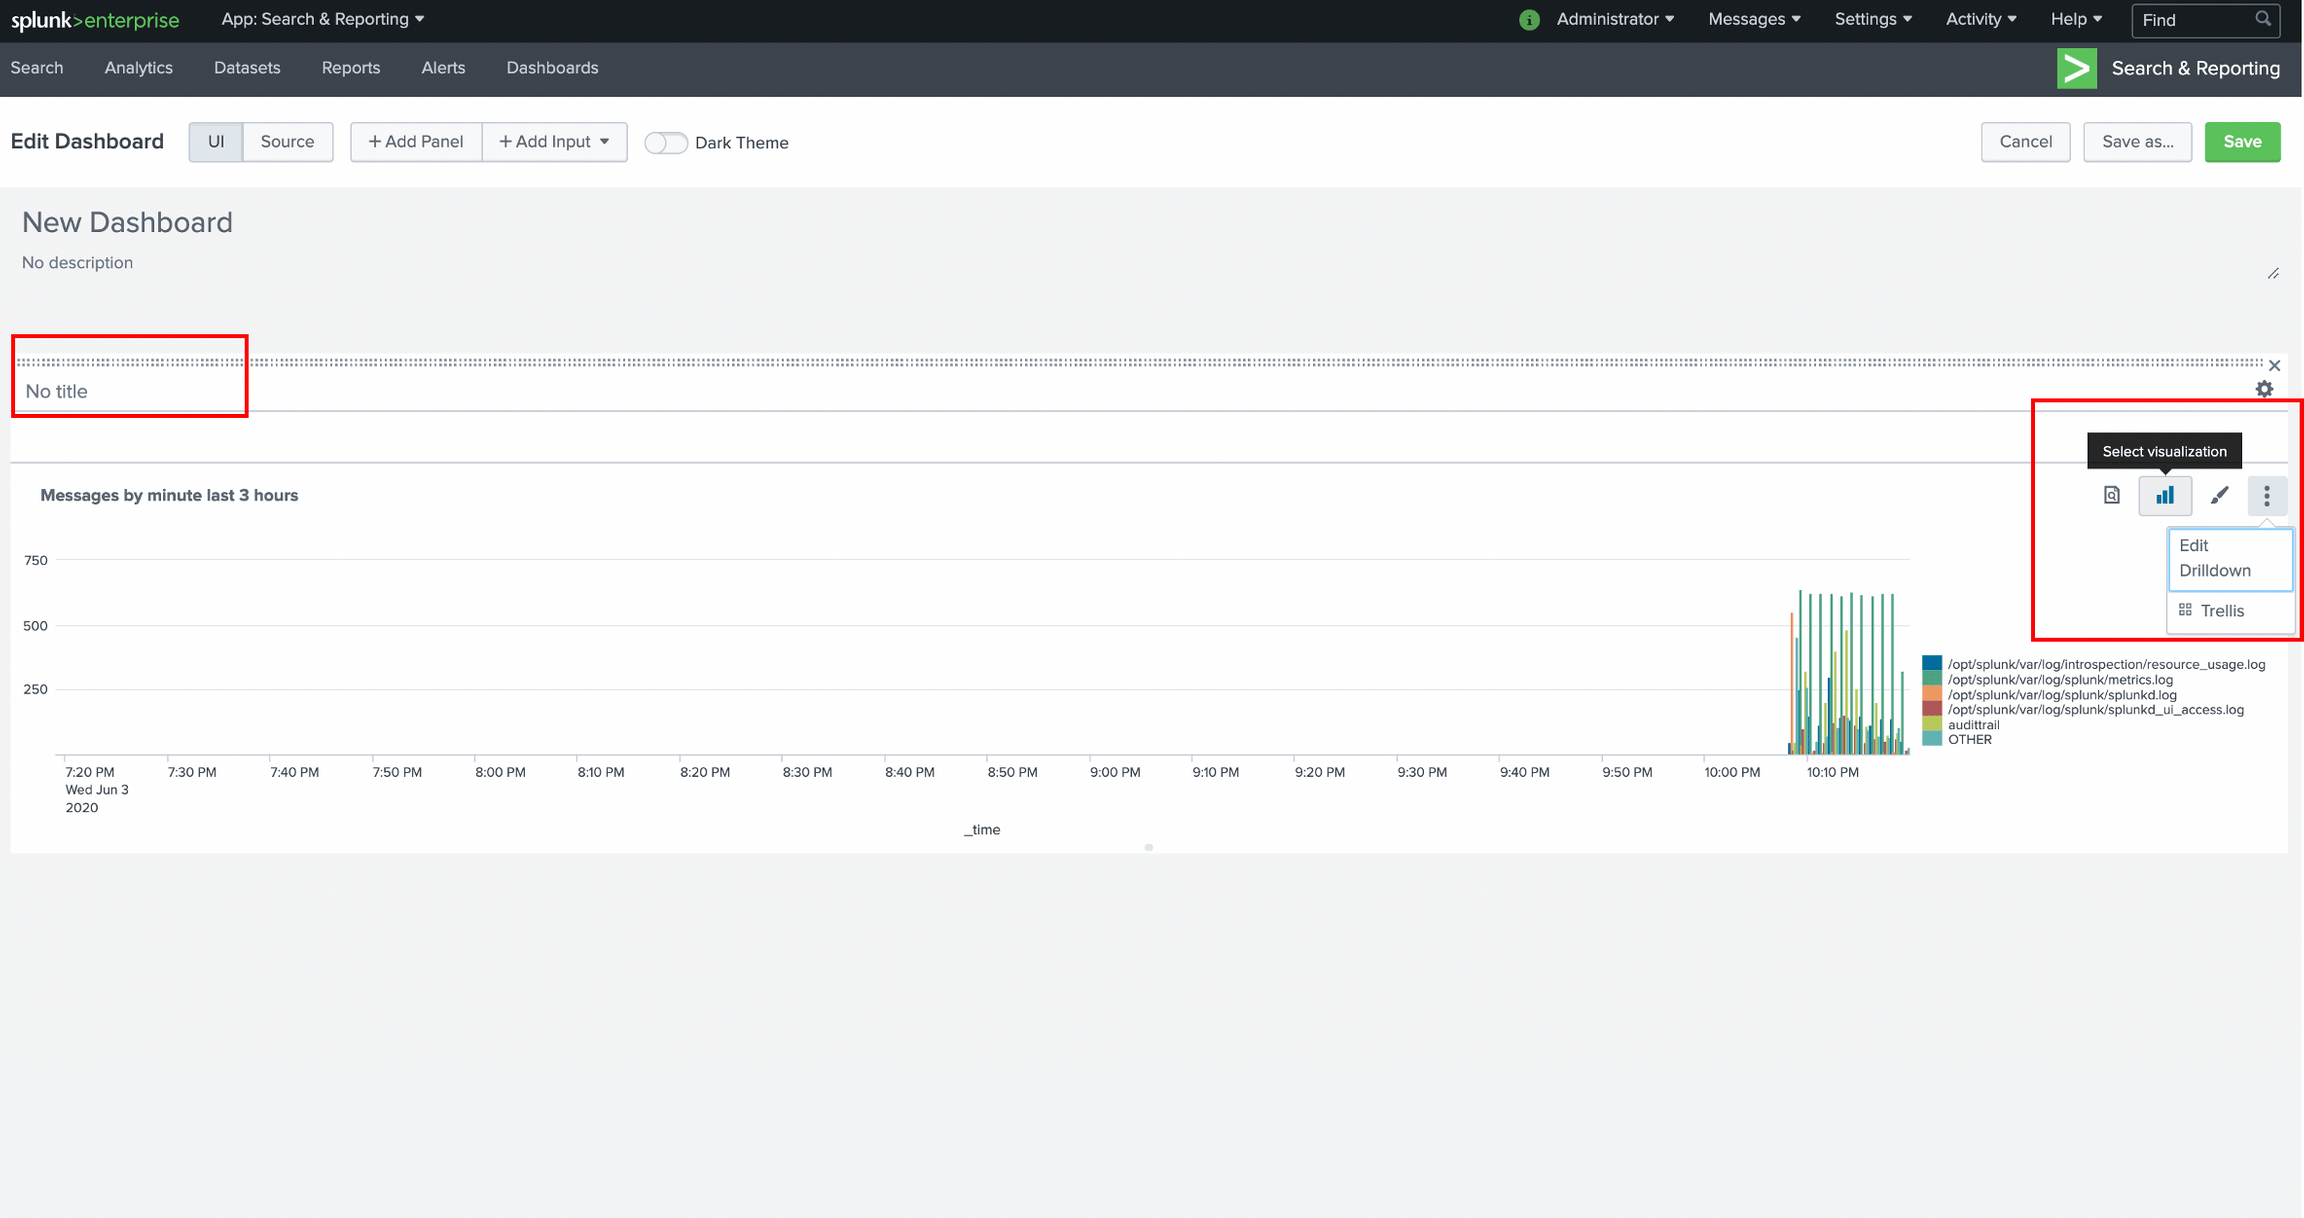 splunk>enterprise App: Search & Reporting Administrator Messages Settings Activity Help Find
Search Analytics Datasets Reports Alerts Dashboards Search & Reporting
Edit Dashboard UI Source + Add Panel + Add Input Dark Theme Cancel Save as... Save
New Dashboard
No description
No title
Select visualization
Messages by minute last 3 hours
Edit
Drilldown
Trellis
750
500
250
/opt/splunk/var/log/introspection/resource_usage.log
/opt/splunk/var/log/splunk/metrics.log
/opt/splunk/var/log/splunk/splunkd.log
/opt/splunk/var/log/splunk/splunkd_ui_access.log
audittrail
OTHER
7:20 PM 7:30 PM 7:40 PM 7:50 PM 8:00 PM 8:10 PM 8:20 PM 8:30 PM 8:40 PM 8:50 PM 9:00 PM 9:10 PM 9:20 PM 9:30 PM 9:40 PM 9:50 PM 10:00 PM 10:10 PM
Wed Jun 3
2020
_time